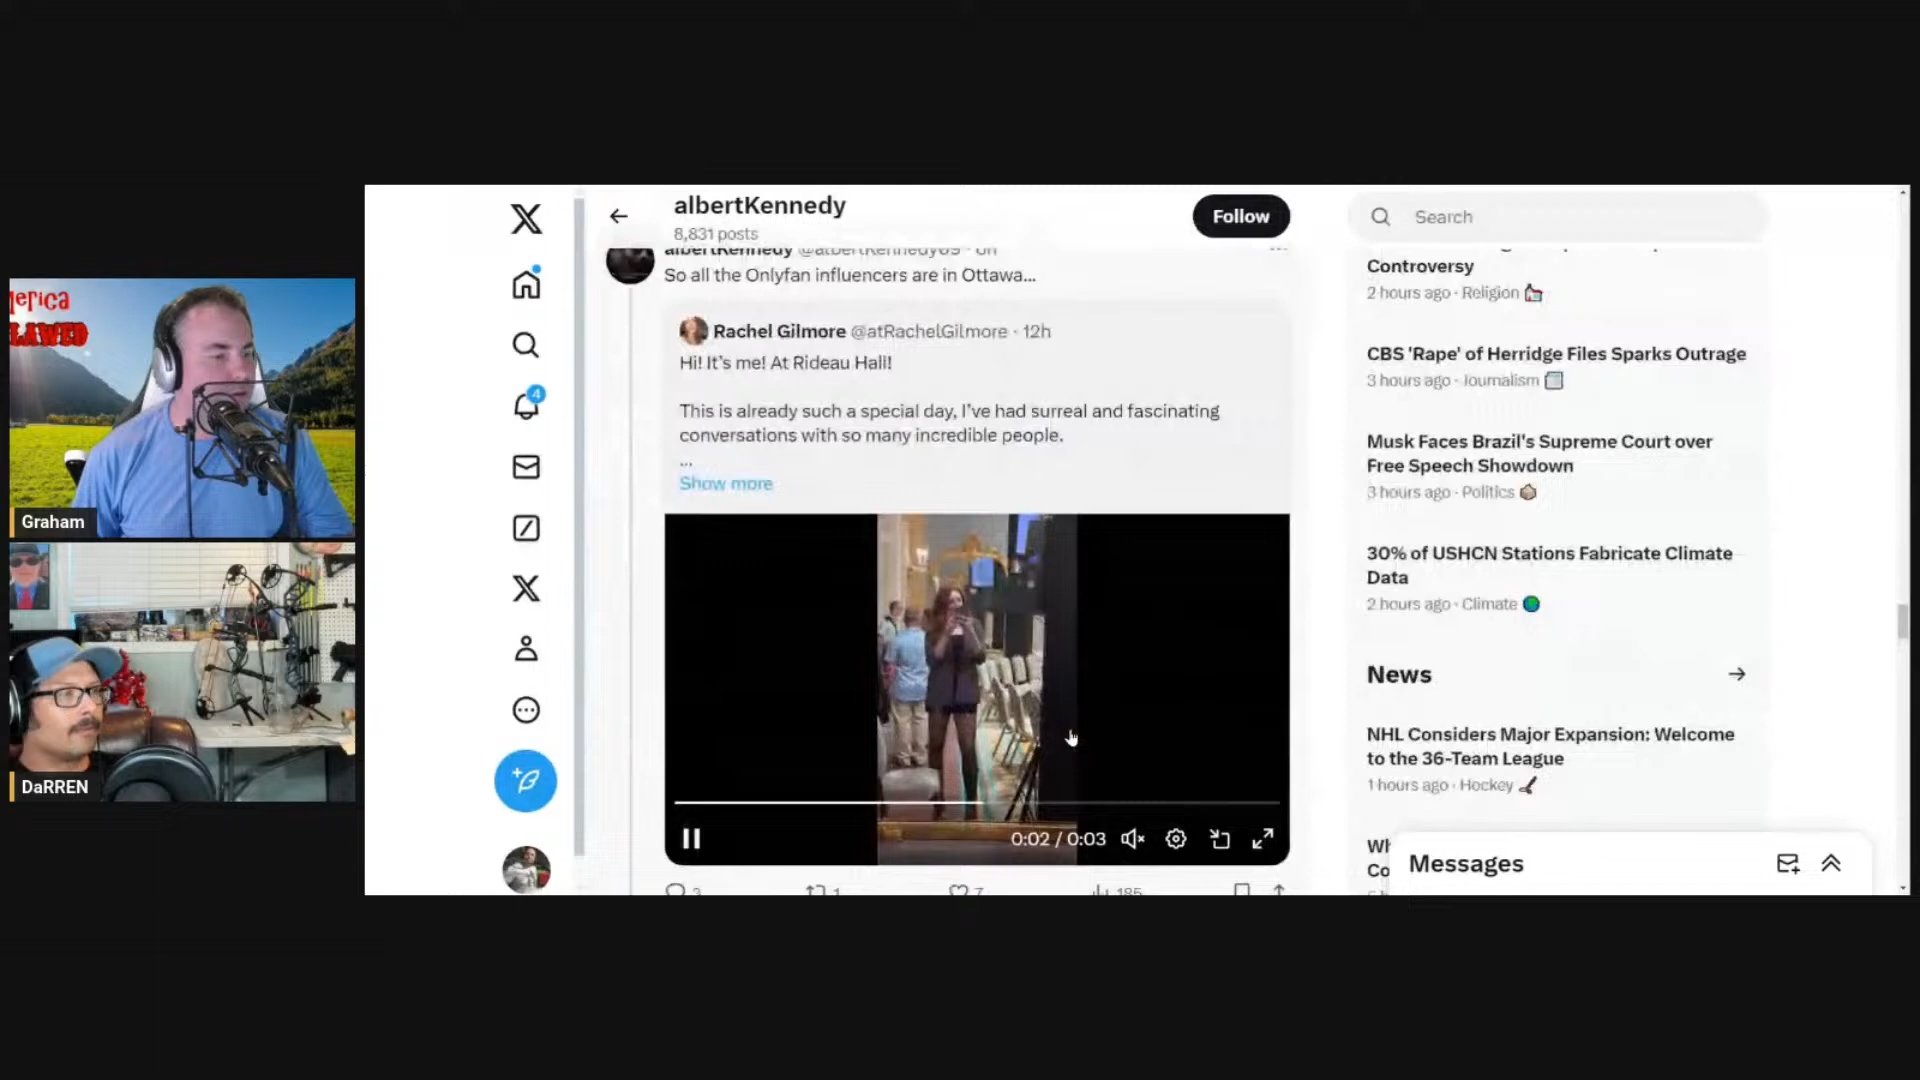 albertKennedy
8,831 posts
Follow
Search
albertKennedy
So all the Onlyfan influencers are in Ottawa...
Rachel Gilmore @atRachelGilmore · 12h
Hi! It's me! At Rideau Hall!
This is already such a special day, I've had surreal and fascinating
conversations with so many incredible people.
...
Show more
0:02 / 0:03
3
1
7
185
4
Controversy
2 hours ago · Religion
CBS 'Rape' of Herridge Files Sparks Outrage
3 hours ago · Journalism
Musk Faces Brazil's Supreme Court over
Free Speech Showdown
3 hours ago · Politics
30% of USHCN Stations Fabricate Climate
Data
2 hours ago · Climate
News
NHL Considers Major Expansion: Welcome
to the 36-Team League
1 hours ago · Hockey
Messages
Graham
DaRREN